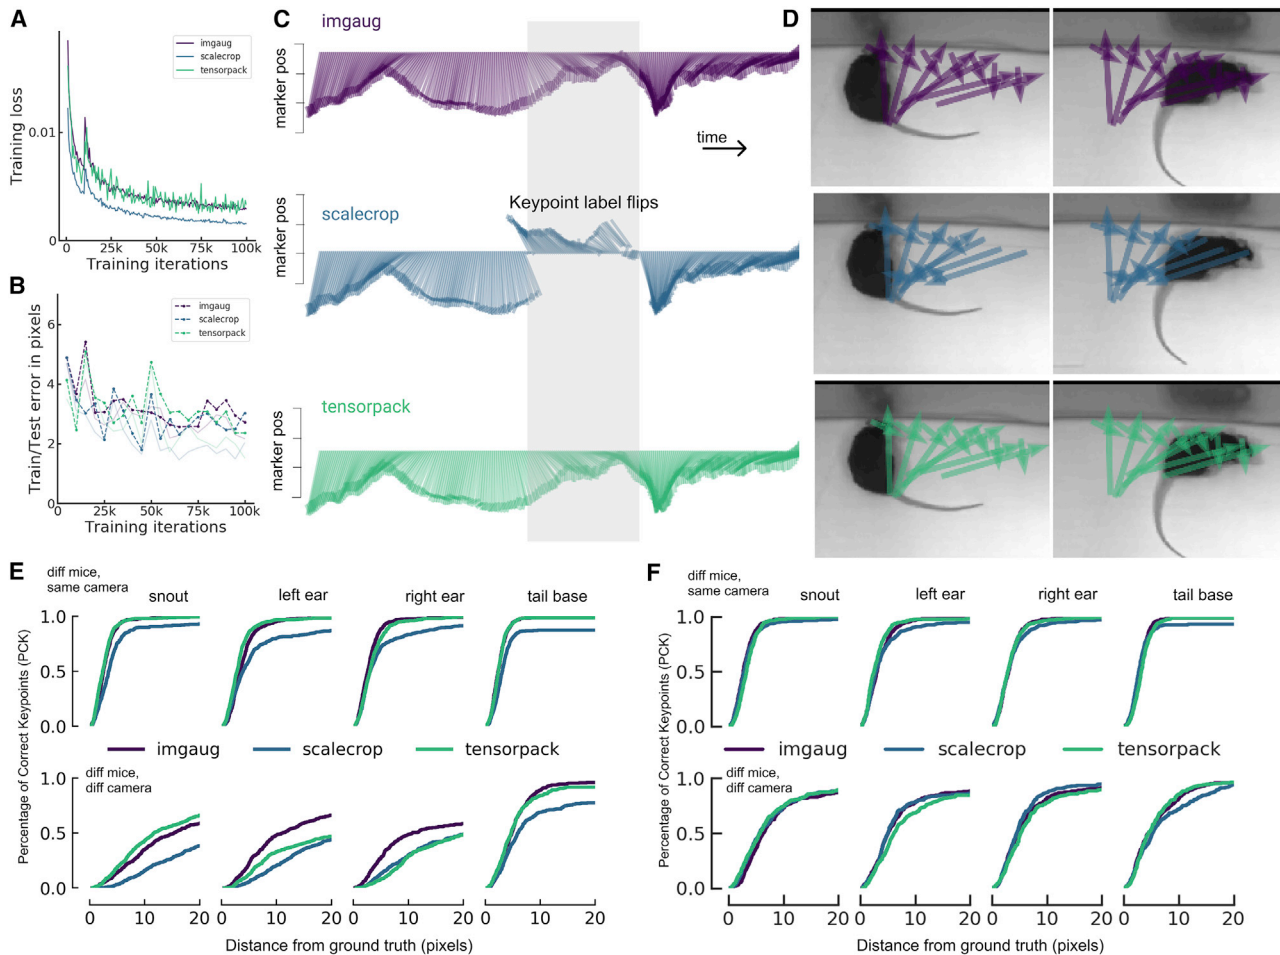 A
imgaug
scalecrop
tensorpack
Training loss
0.01
0
0
25k
50k
75k
100k
Training iterations
B
imgaug
scalecrop
tensorpack
Train/Test error in pixels
6
4
2
0
0
25k
50k
75k
100k
Training iterations
C
imgaug
marker pos
time
scalecrop
Keypoint label flips
marker pos
tensorpack
marker pos
D
E
diff mice,
same camera
snout
left ear
right ear
tail base
Percentage of Correct Keypoints (PCK)
1.0
0.5
0.0
imgaug
scalecrop
tensorpack
diff mice,
diff camera
1.0
0.5
0.0
0
10
20
0
10
20
0
10
20
0
10
20
Distance from ground truth (pixels)
F
diff mice,
same camera
snout
left ear
right ear
tail base
Percentage of Correct Keypoints (PCK)
1.0
0.5
0.0
imgaug
scalecrop
tensorpack
diff mice,
diff camera
1.0
0.5
0.0
0
10
20
0
10
20
0
10
20
0
10
20
Distance from ground truth (pixels)